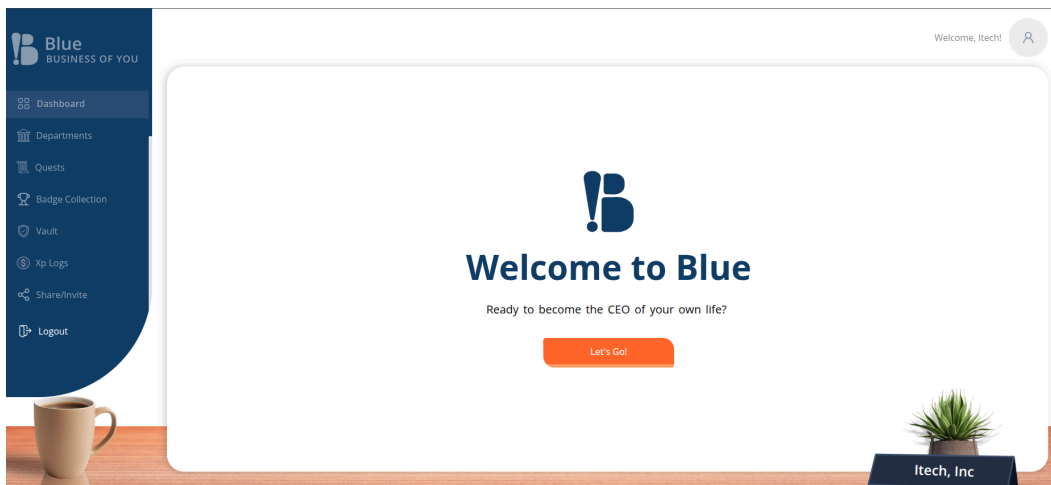 Blue
BUSINESS OF YOU
Welcome, Itech!
Dashboard
Departments
Quests
Badge Collection
Vault
Xp Logs
Share/Invite
Logout
Welcome to Blue
Ready to become the CEO of your own life?
Let's Go!
Itech, Inc